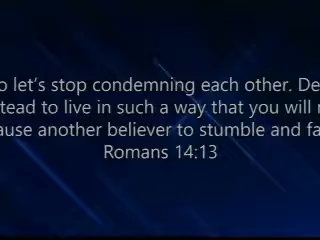 o let's stop condemning each other. De
tead to live in such a way that you will
ause another believer to stumble and fa
Romans 14:13